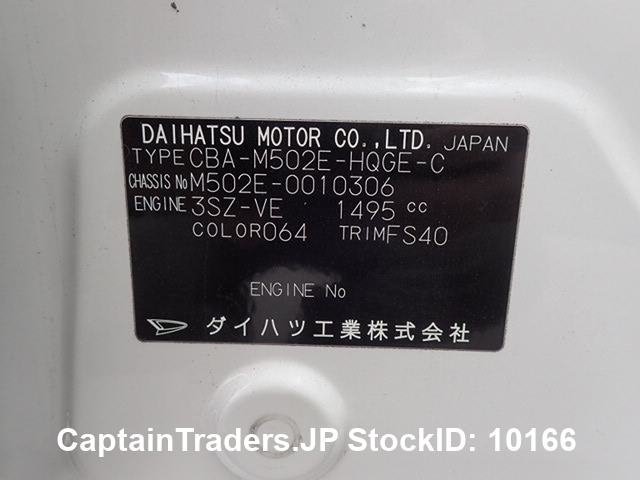 DAIHATSU MOTOR CO.,LTD. JAPAN
TYPE CBA-M502E-HQGE-C
CHASSIS No M502E-0010306
ENGINE 3SZ-VE 1495 cc
COLOR 064 TRIM FS40
ENGINE No
ダイハツ工業株式会社
CaptainTraders.JP StockID: 10166